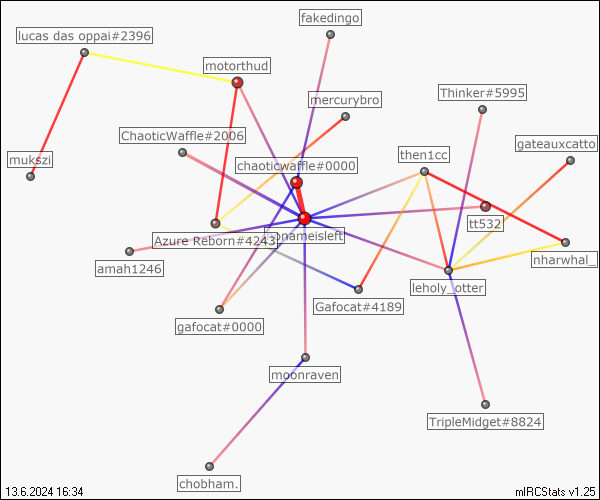 fakedingo
lucas das oppai#2396
motorthud
Thinker#5995
mercurybro
ChaoticWaffle#2006
gateauxcatto
then1cc
mukszi
chaoticwaffle#0000
tt532
Azure Reborn#4243
nameisleft
nharwhal_
amah1246
leholy_otter
Gafocat#4189
gafocat#0000
moonraven
TripleMidget#8824
chobham.
13.6.2024 16:34
mIRCStats v1.25